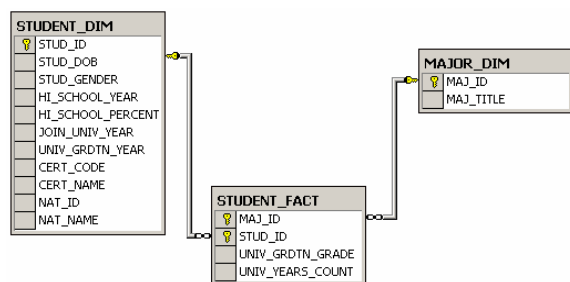 STUDENT_DIM
STUD_ID
STUD_DOB
STUD_GENDER
HI_SCHOOL_YEAR
HI_SCHOOL_PERCENT
JOIN_UNIV_YEAR
UNIV_GRDTN_YEAR
CERT_CODE
CERT_NAME
NAT_ID
NAT_NAME
MAJOR_DIM
MAJ_ID
MAJ_TITLE
STUDENT_FACT
MAJ_ID
STUD_ID
UNIV_GRDTN_GRADE
UNIV_YEARS_COUNT